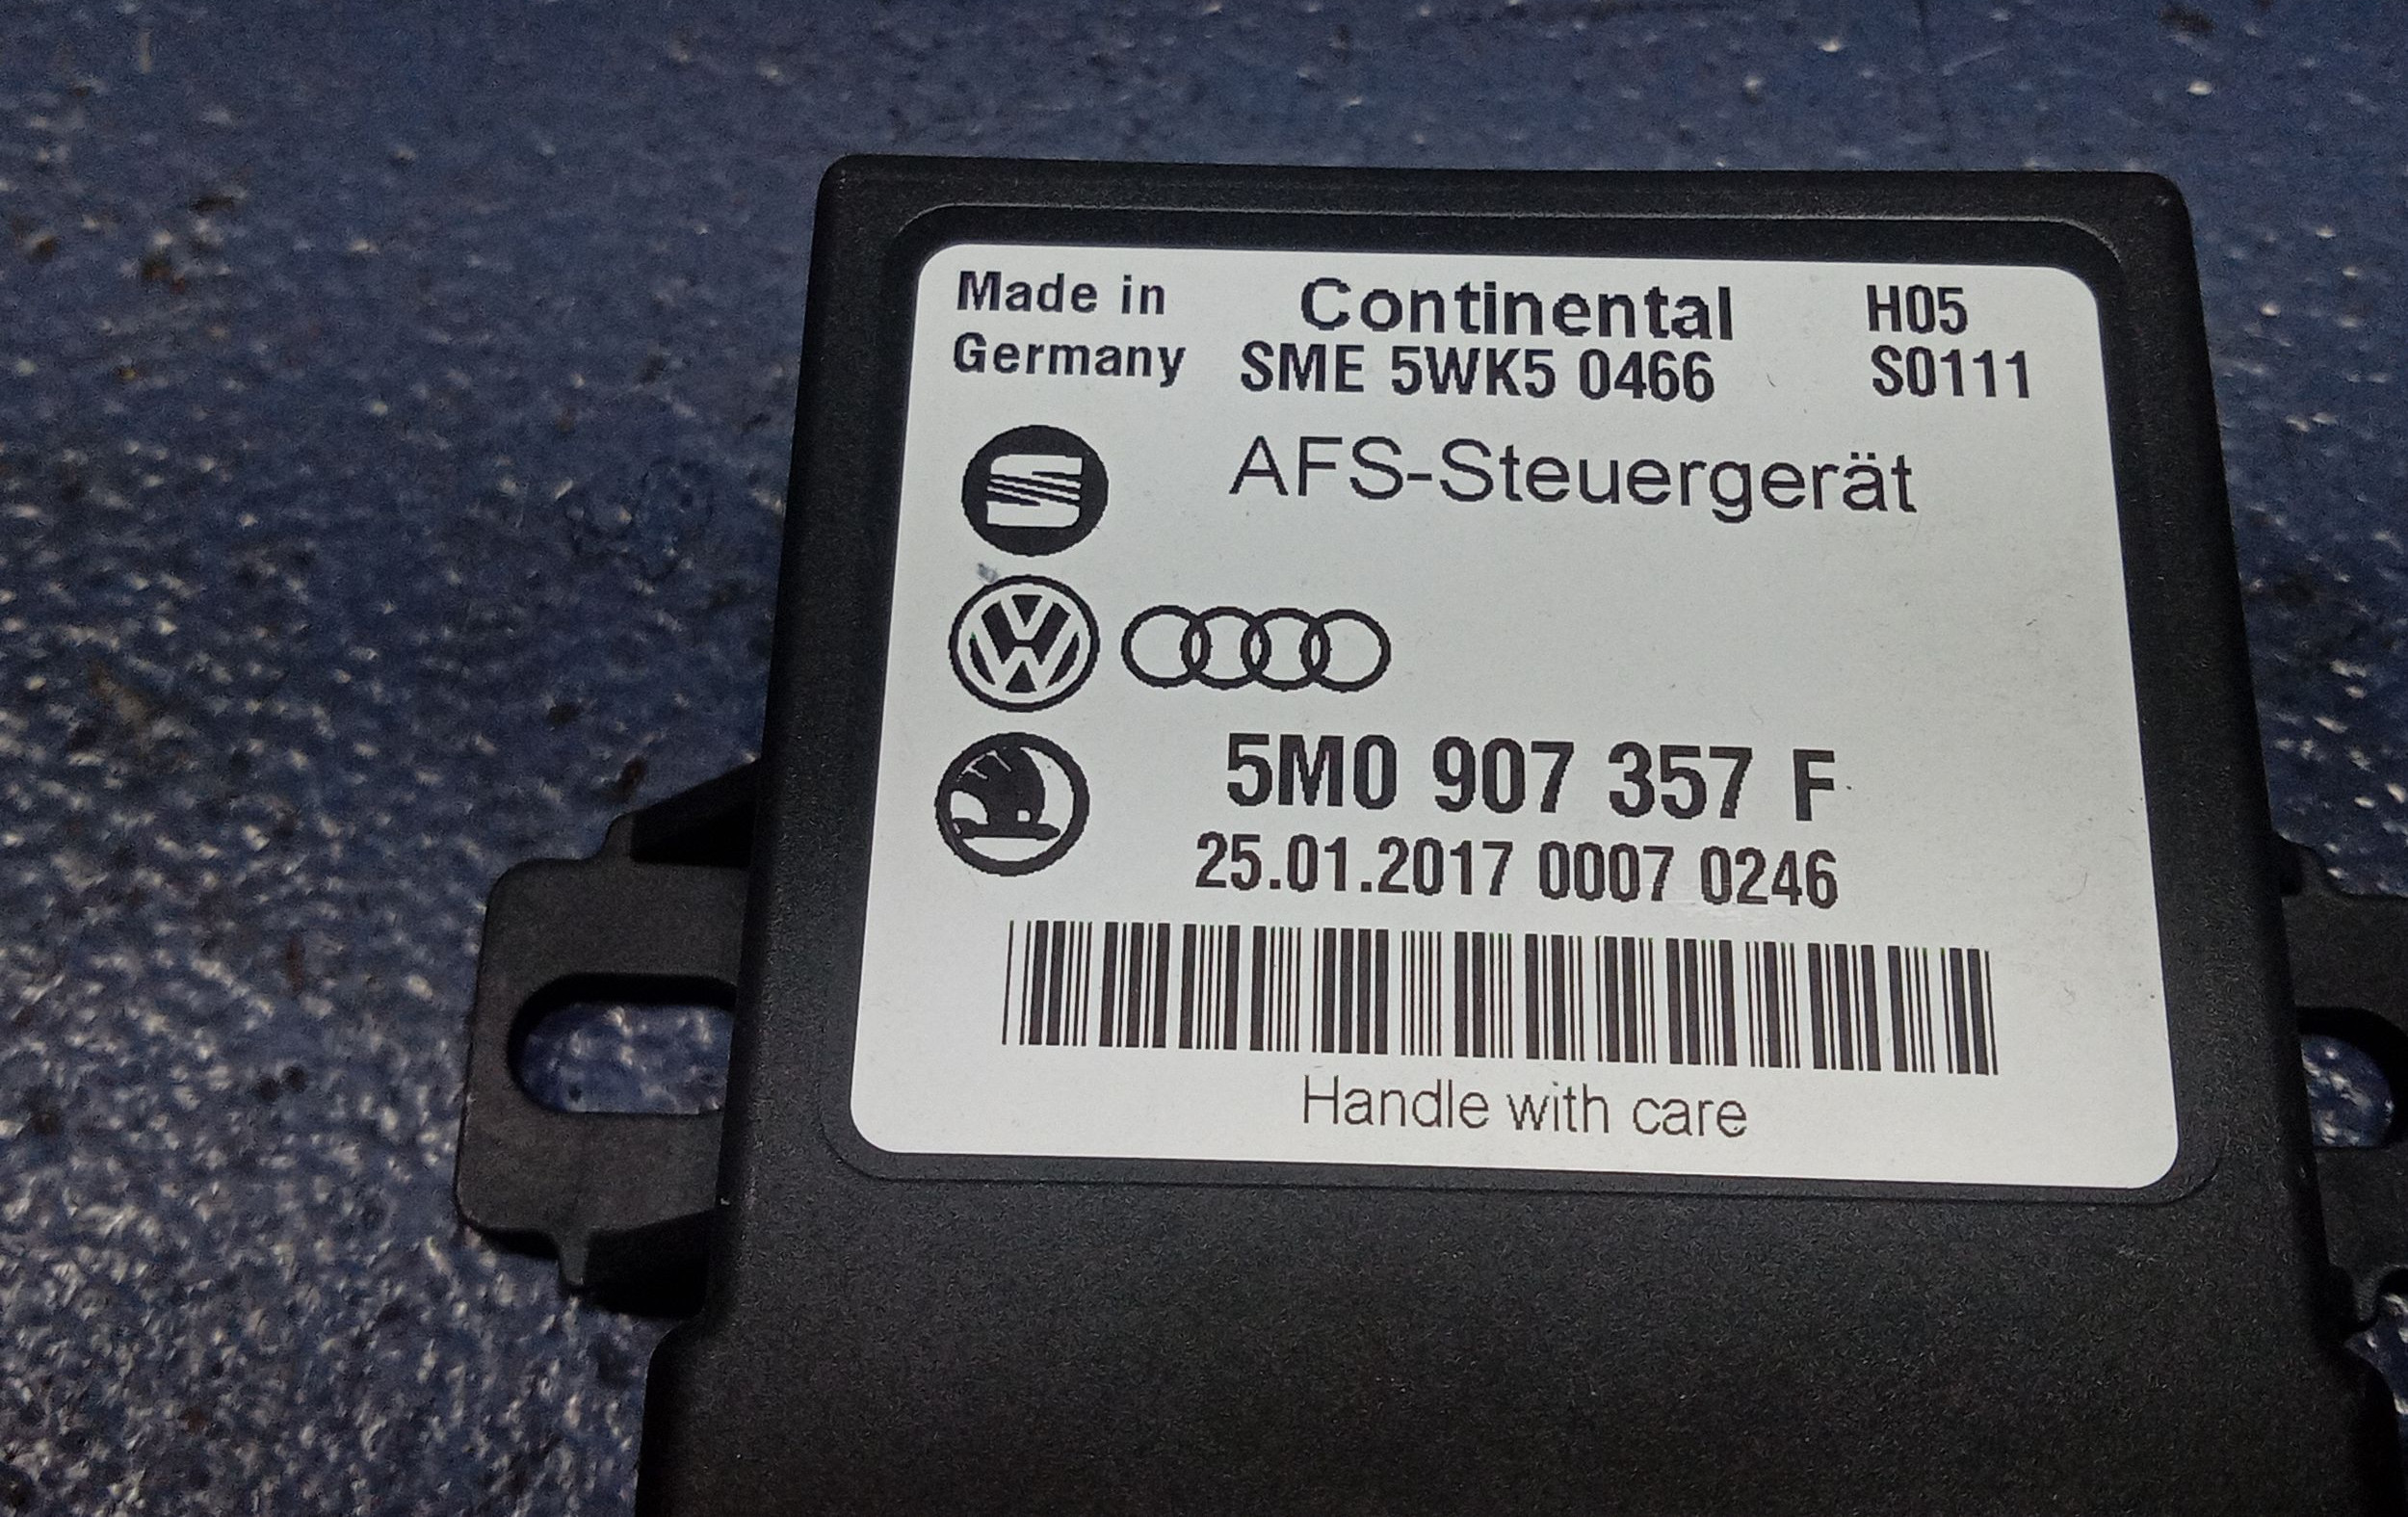 Made in Continental H05
Germany SME 5WK5 0466 S0111
AFS-Steuergerät
5M0 907 357 F
25.01.2017 0007 0246
Handle with care